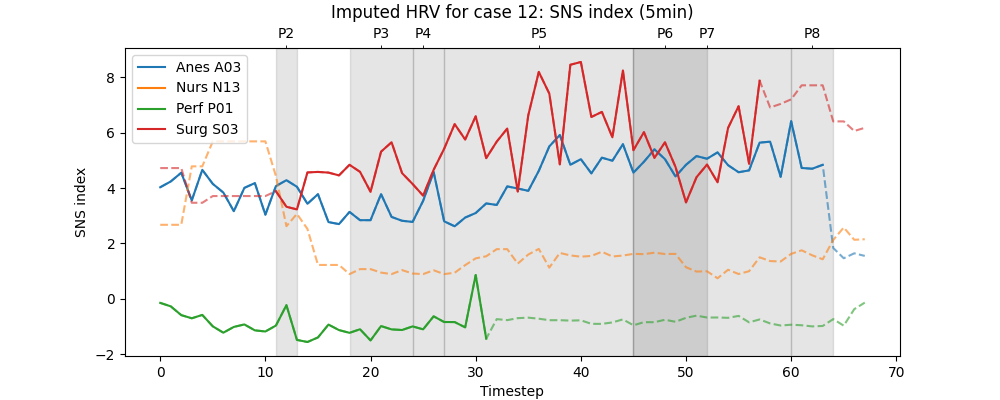 Imputed HRV for case 12: SNS index (5min)
P2 P3 P4 P5 P6 P7 P8
Anes A03
Nurs N13
Perf P01
Surg S03
SNS index
8
6
4
2
0
−2
0 10 20 30 40 50 60 70
Timestep